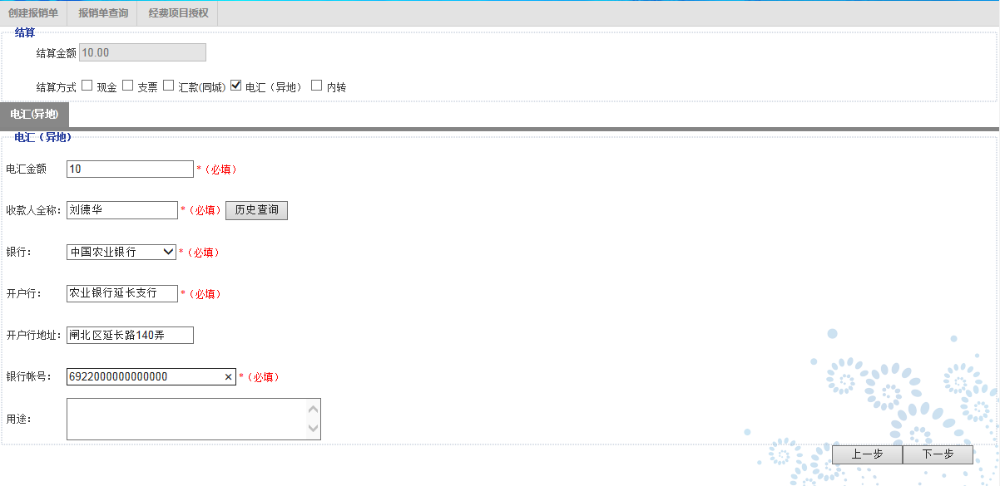 创建报销单 报销单查询 经费项目授权
结算
结算金额 10.00
结算方式 现金 支票 汇款(同城) 电汇（异地） 内转
电汇(异地)
电汇（异地）
电汇金额 10 *（必填）
收款人全称： 刘德华 *（必填） 历史查询
银行： 中国农业银行 *（必填）
开户行： 农业银行延长支行 *（必填）
开户行地址： 闸北区延长路140弄
银行帐号： 6922000000000000 × *（必填）
用途：
上一步 下一步